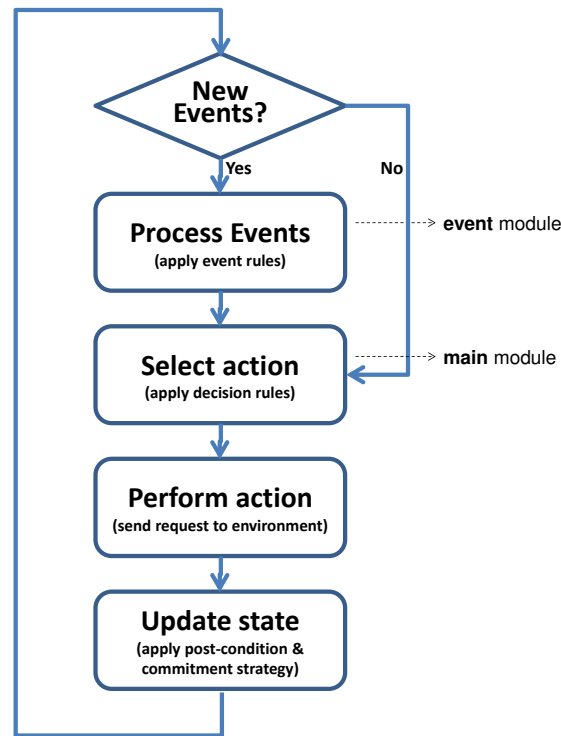 New
Events?
Yes
No
Process Events
(apply event rules)
event module
Select action
(apply decision rules)
main module
Perform action
(send request to environment)
Update state
(apply post-condition &
commitment strategy)